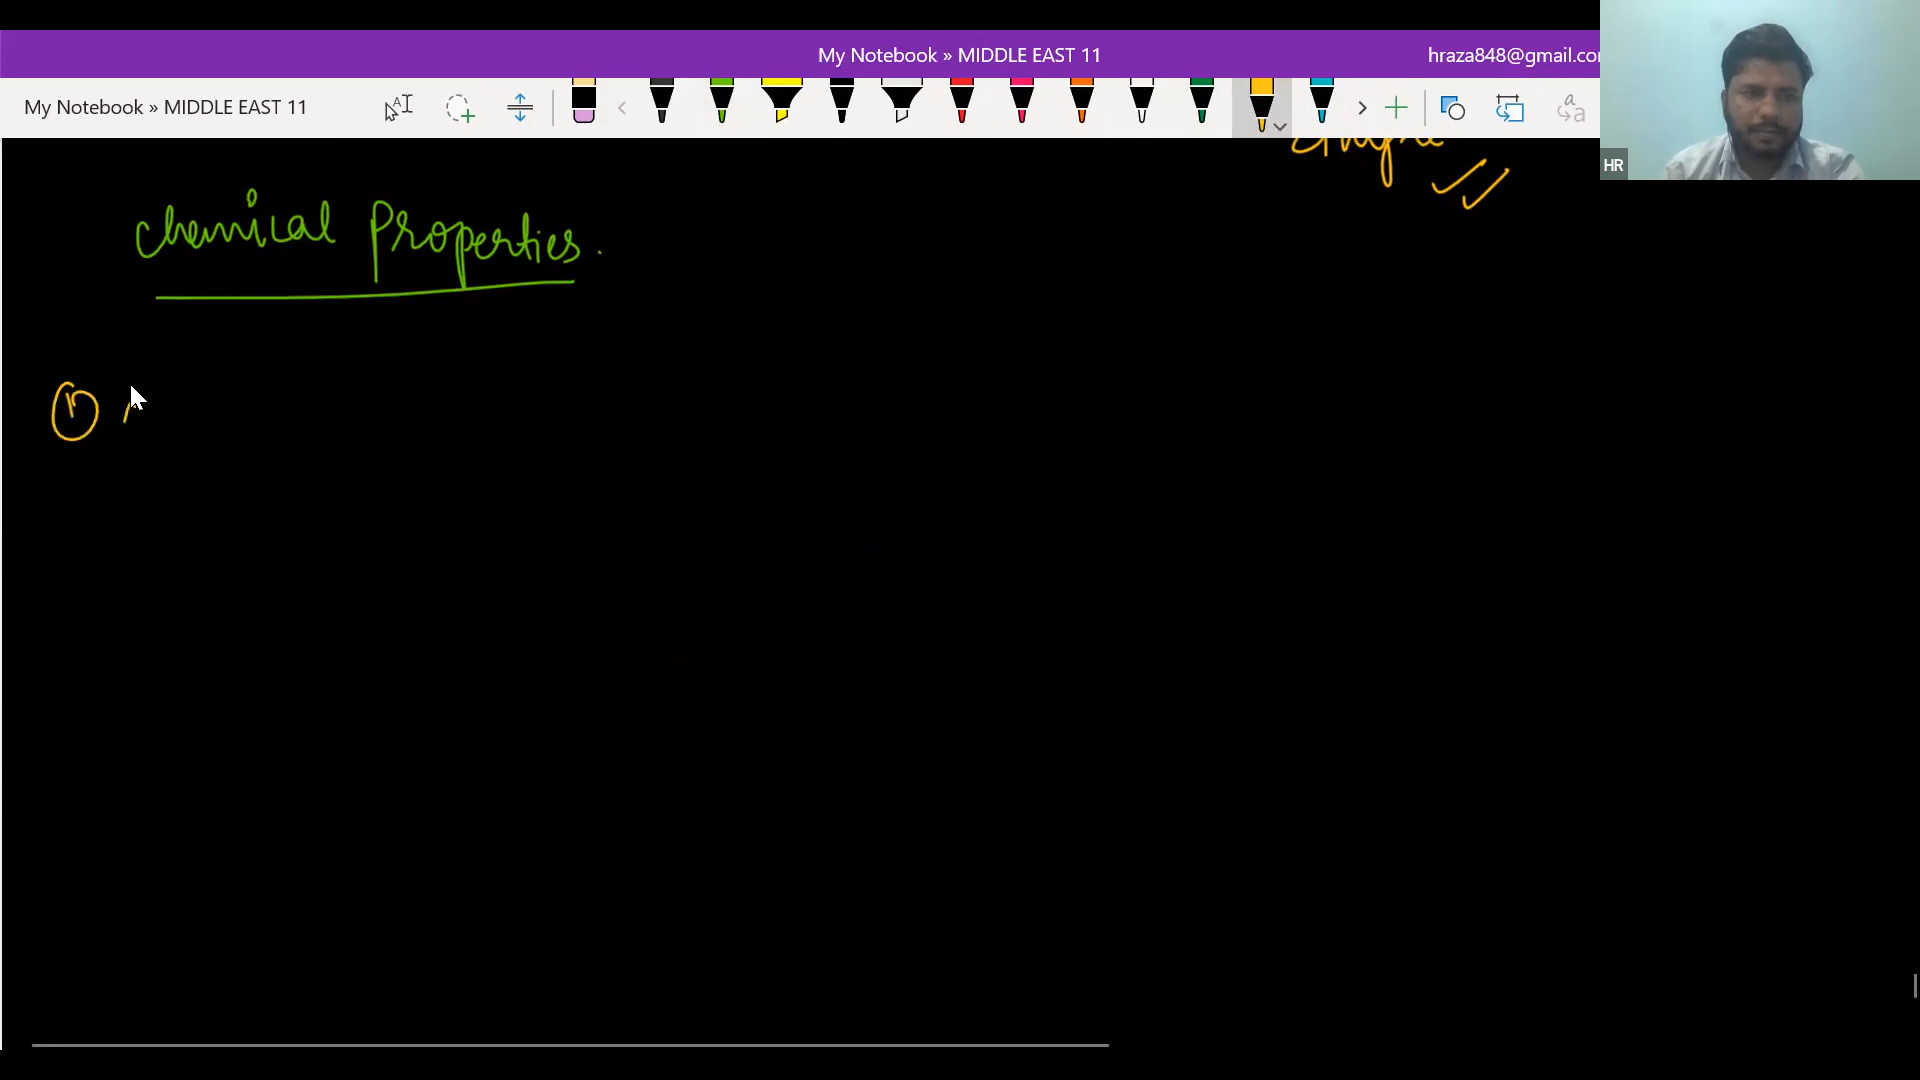 My Notebook » MIDDLE EAST 11
hraza848@gmail.co
My Notebook » MIDDLE EAST 11
HR
Chemical Properties.
①